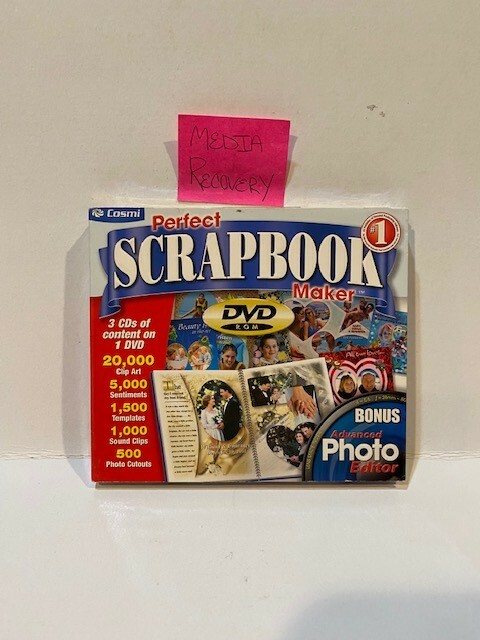 MEDIA
RECOVERY
Cosmi
Perfect
SCRAPBOOK
Maker
#1
DVD
ROM
3 CDs of
content on
1 DVD
20,000
Clip Art
5,000
Sentiments
1,500
Templates
1,000
Sound Clips
500
Photo Cutouts
BONUS
Advanced
Photo
Editor